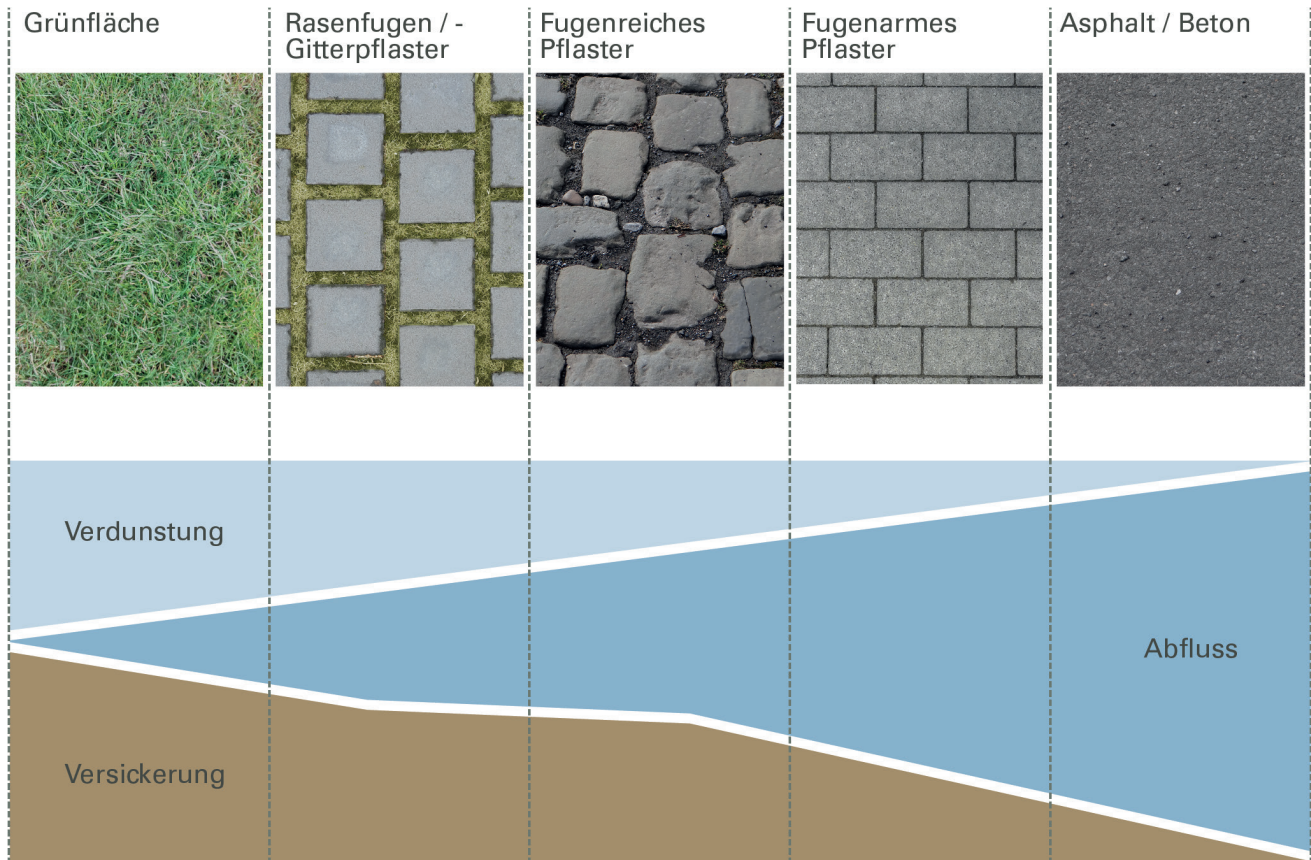 Grünfläche
Rasenfugen / -
Gitterpflaster
Fugenreiches
Pflaster
Fugenarmes
Pflaster
Asphalt / Beton
Verdunstung
Abfluss
Versickerung